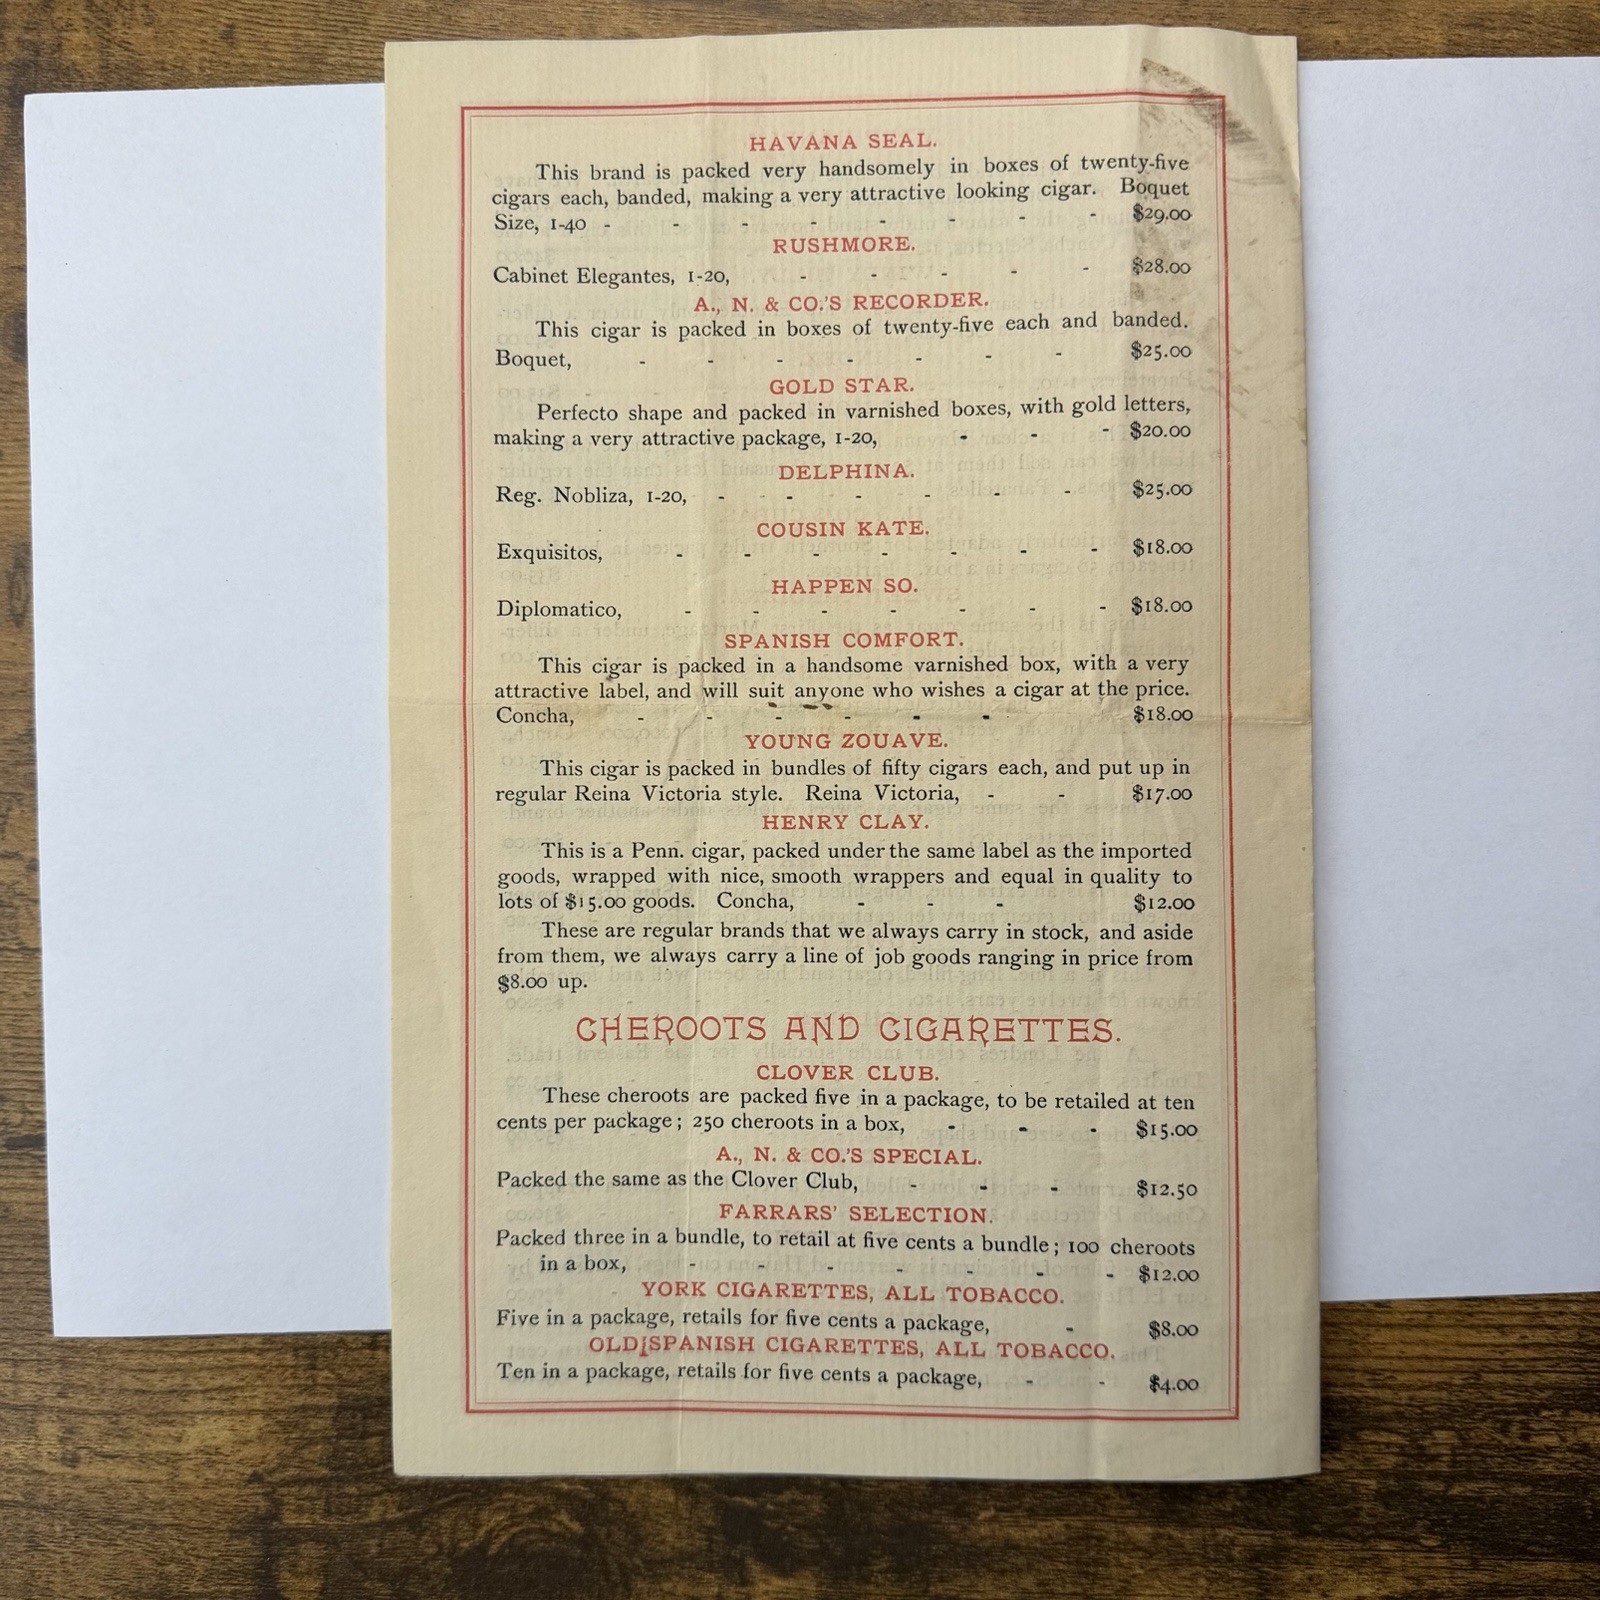 HAVANA SEAL.
This brand is packed very handsomely in boxes of twenty-five
cigars each, banded, making a very attractive looking cigar. Boquet
Size, 1-40 - - - - - - - - $29.00
RUSHMORE.
Cabinet Elegantes, 1-20, - - - - - $28.00
A., N. & CO.'S RECORDER.
This cigar is packed in boxes of twenty-five each and banded.
Boquet, - - - - - - - $25.00
GOLD STAR.
Perfecto shape and packed in varnished boxes, with gold letters,
making a very attractive package, 1-20, - - - $20.00
DELPHINA.
Reg. Nobliza, 1-20, - - - - - - $25.00
COUSIN KATE.
Exquisitos, - - - - - - - $18.00
HAPPEN SO.
Diplomatico, - - - - - - - $18.00
SPANISH COMFORT.
This cigar is packed in a handsome varnished box, with a very
attractive label, and will suit anyone who wishes a cigar at the price.
Concha, - - - - - - $18.00
YOUNG ZOUAVE.
This cigar is packed in bundles of fifty cigars each, and put up in
regular Reina Victoria style. Reina Victoria, - - $17.00
HENRY CLAY.
This is a Penn. cigar, packed under the same label as the imported
goods, wrapped with nice, smooth wrappers and equal in quality to
lots of $15.00 goods. Concha, - - - $12.00
These are regular brands that we always carry in stock, and aside
from them, we always carry a line of job goods ranging in price from
$8.00 up.
CHEROOTS AND CIGARETTES.
CLOVER CLUB.
These cheroots are packed five in a package, to be retailed at ten
cents per package; 250 cheroots in a box, - - - $15.00
A., N. & CO.'S SPECIAL.
Packed the same as the Clover Club, - - - $12.50
FARRARS' SELECTION.
Packed three in a bundle, to retail at five cents a bundle; 100 cheroots
in a box, - - - - - - - $12.00
YORK CIGARETTES, ALL TOBACCO.
Five in a package, retails for five cents a package, - $8.00
OLD SPANISH CIGARETTES, ALL TOBACCO.
Ten in a package, retails for five cents a package, - - $4.00